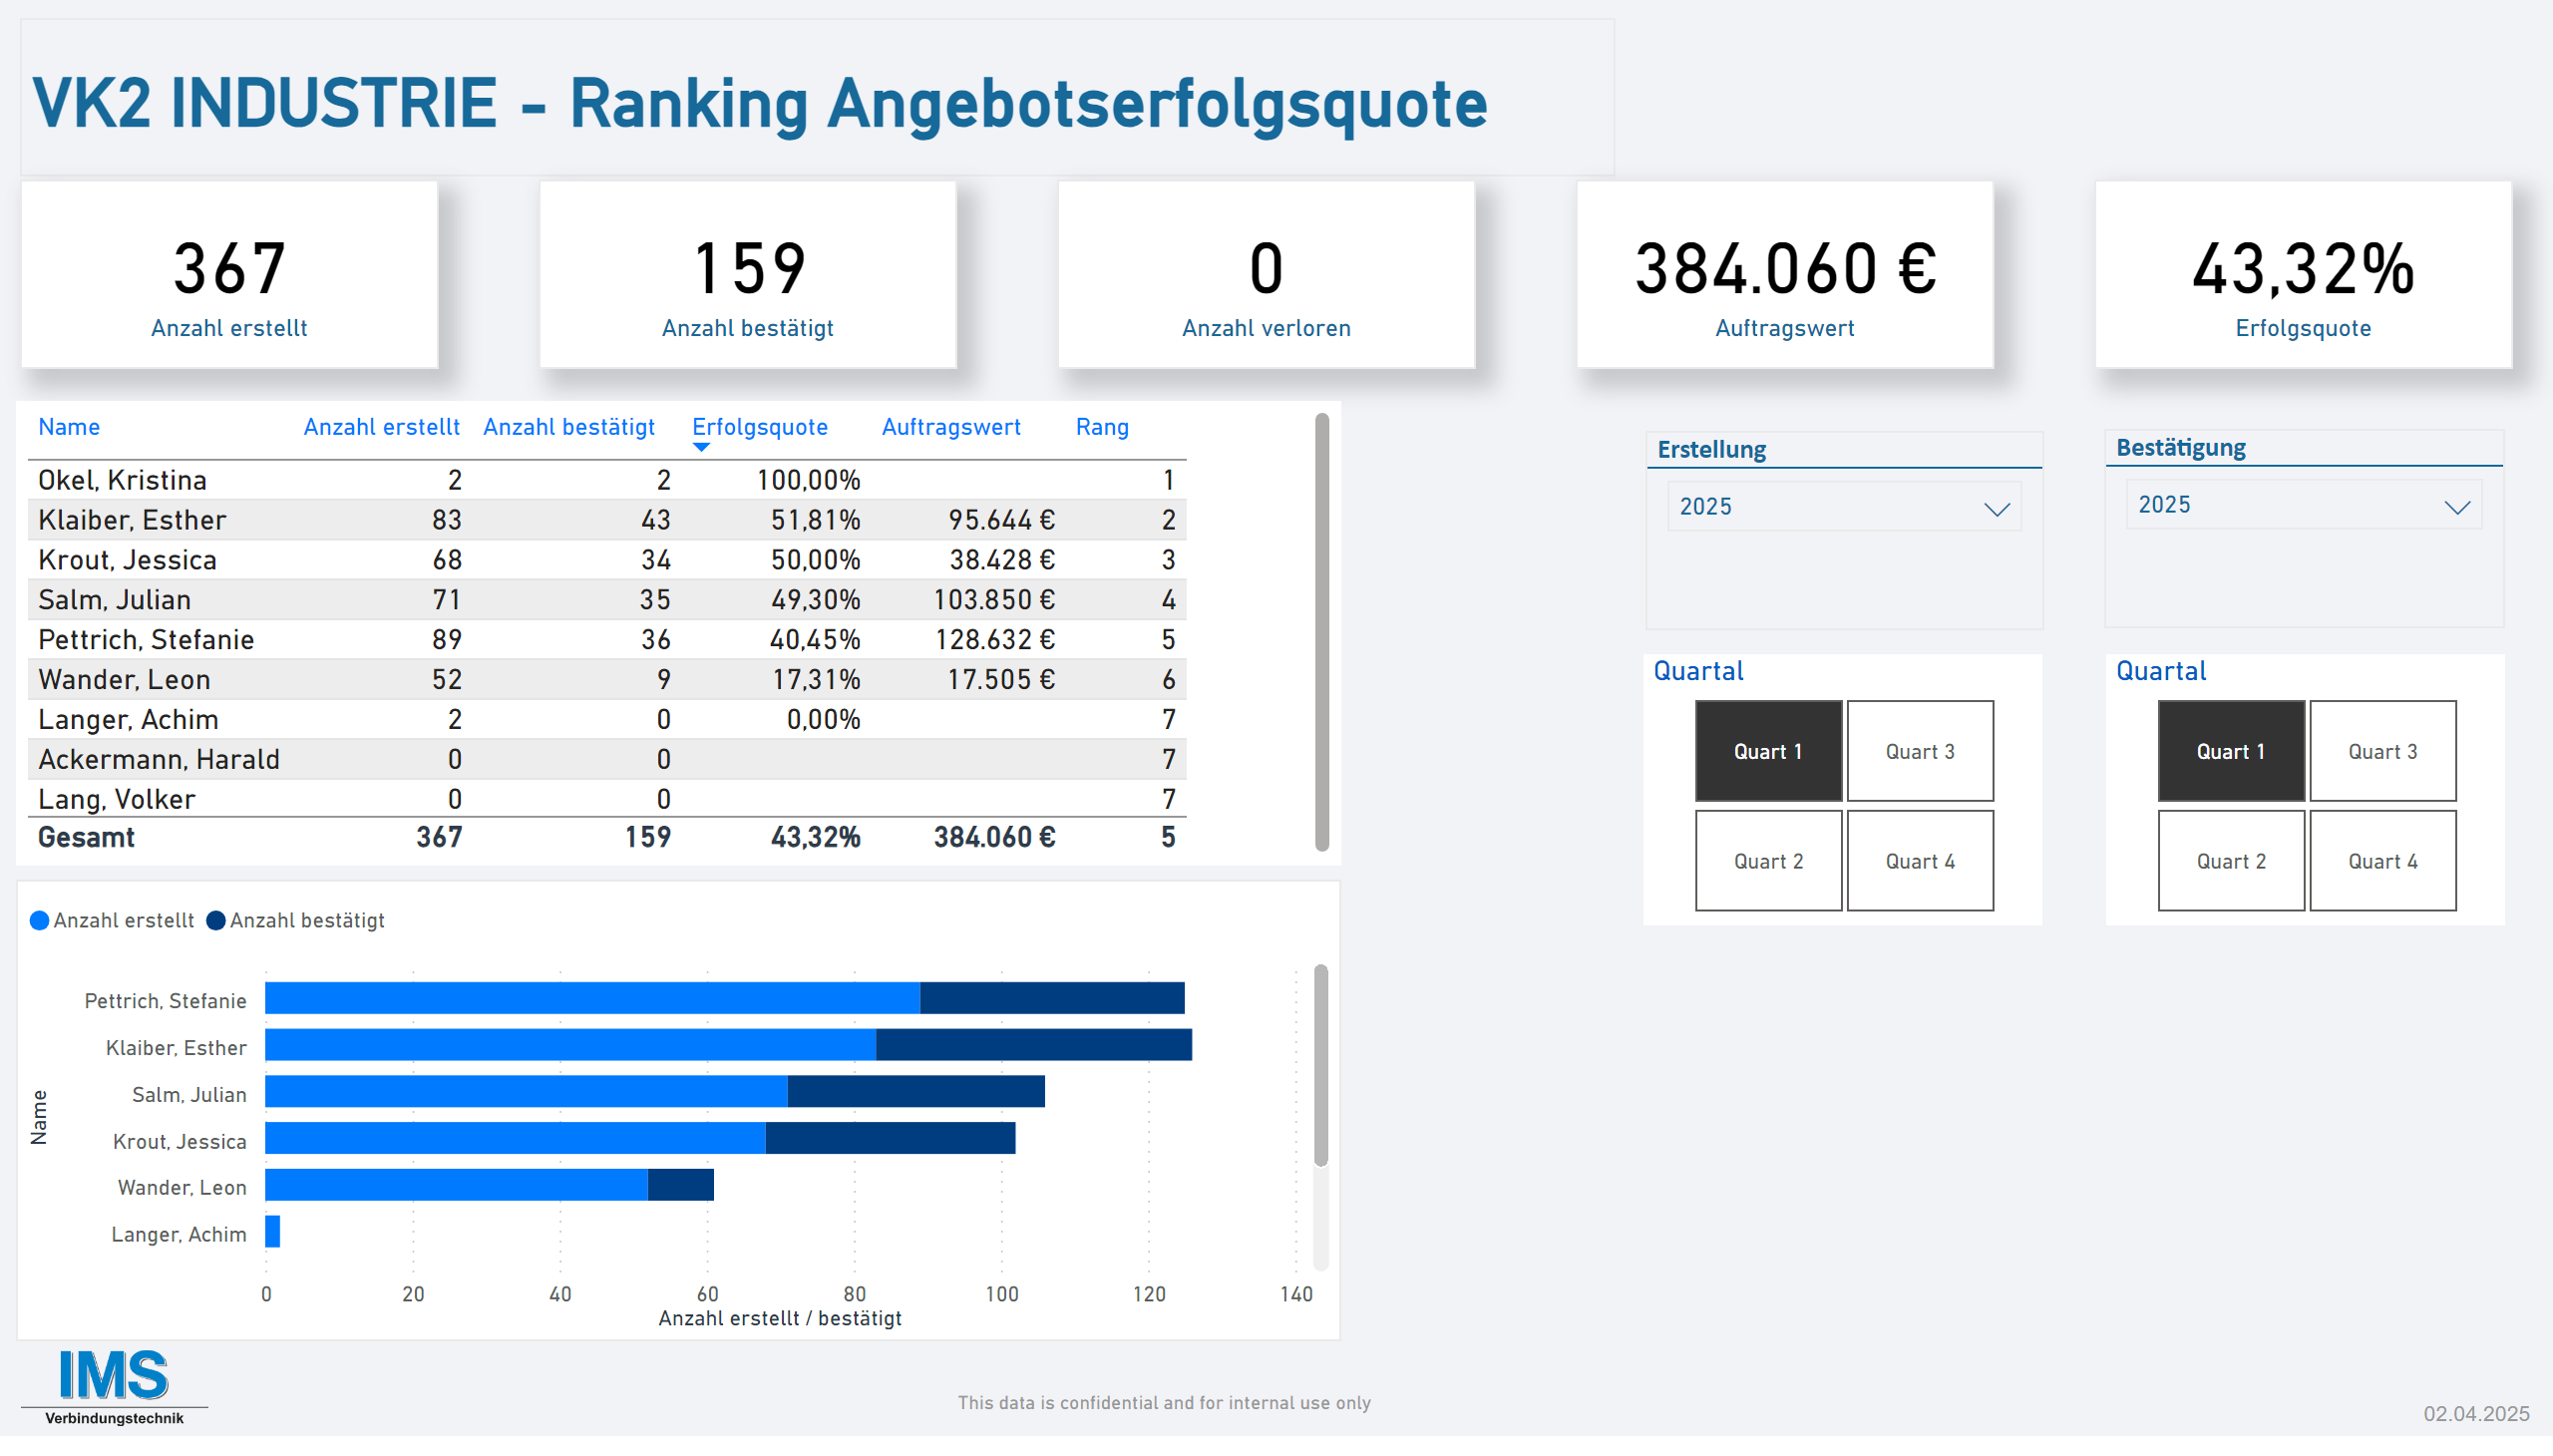 VK2 INDUSTRIE - Ranking Angebotserfolgsquote
367
Anzahl erstellt
159
Anzahl bestätigt
0
Anzahl verloren
384.060 €
Auftragswert
43,32%
Erfolgsquote
Name Anzahl erstellt Anzahl bestätigt Erfolgsquote Auftragswert Rang
Okel, Kristina 2 2 100,00% 1
Klaiber, Esther 83 43 51,81% 95.644 € 2
Krout, Jessica 68 34 50,00% 38.428 € 3
Salm, Julian 71 35 49,30% 103.850 € 4
Pettrich, Stefanie 89 36 40,45% 128.632 € 5
Wander, Leon 52 9 17,31% 17.505 € 6
Langer, Achim 2 0 0,00% 7
Ackermann, Harald 0 0 7
Lang, Volker 0 0 7
Gesamt 367 159 43,32% 384.060 € 5
Erstellung
2025
Bestätigung
2025
Quartal
Quart 1 Quart 3
Quart 2 Quart 4
Quartal
Quart 1 Quart 3
Quart 2 Quart 4
Anzahl erstellt Anzahl bestätigt
Name
Pettrich, Stefanie
Klaiber, Esther
Salm, Julian
Krout, Jessica
Wander, Leon
Langer, Achim
0 20 40 60 80 100 120 140
Anzahl erstellt / bestätigt
IMS
Verbindungstechnik
This data is confidential and for internal use only
02.04.2025